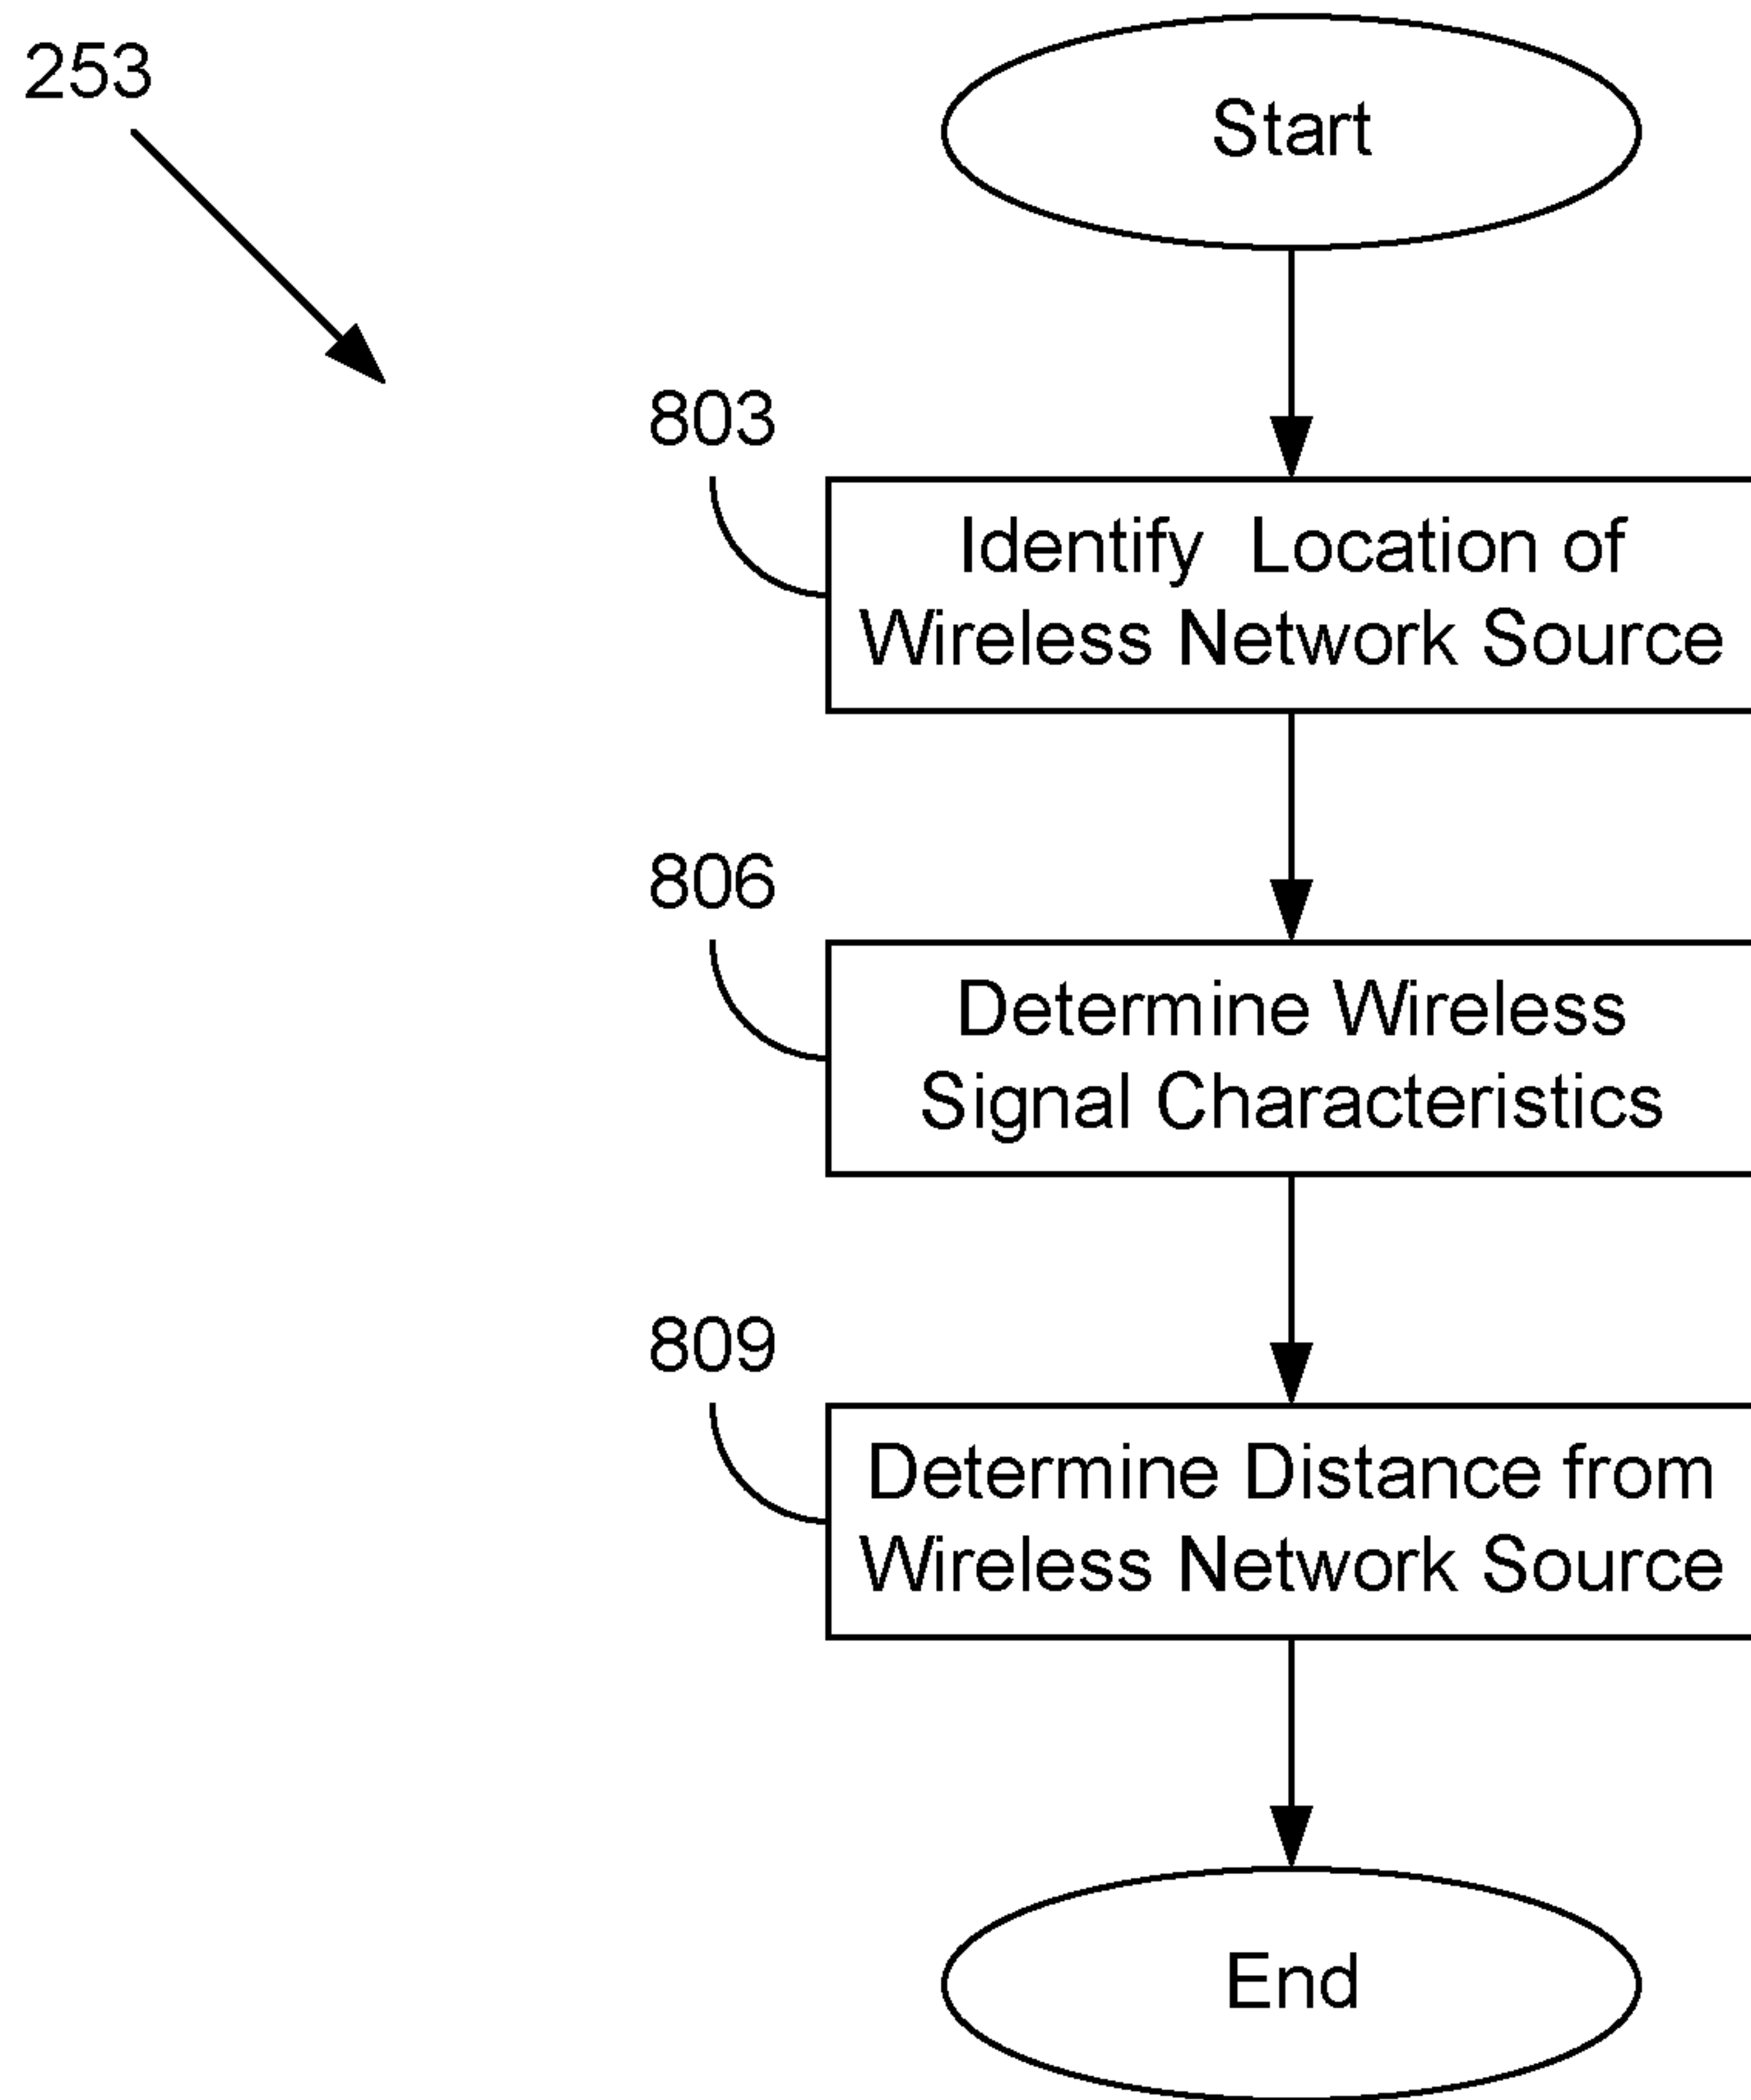 253
Start
803
Identify Location of
Wireless Network Source
806
Determine Wireless
Signal Characteristics
809
Determine Distance from
Wireless Network Source
End